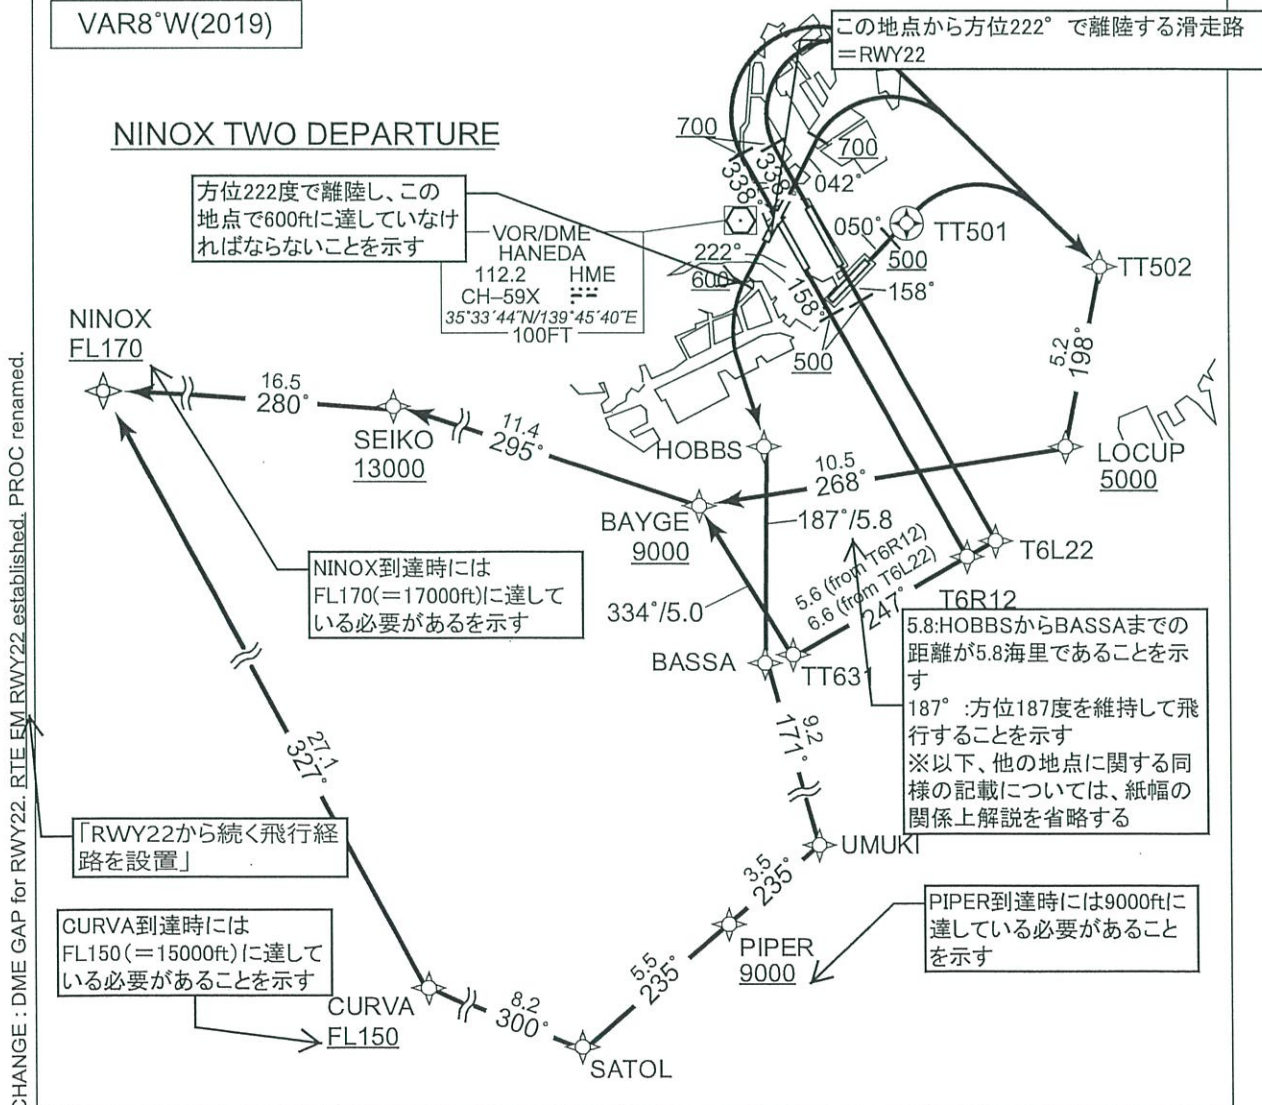 VAR8°W(2019)
この地点から方位222° で離陸する滑走路
＝RWY22
NINOX TWO DEPARTURE
方位222度で離陸し、この
地点で600ftに達していなけ
ればならないことを示す
VOR/DME
HANEDA
112.2 HME
CH–59X
35°33´44˝N/139°45´40˝E
100FT
700
700
338°
338°
042°
050°
TT501
500
222°
600
158°
158°
500
TT502
5.2
198°
NINOX
FL170
16.5
280°
SEIKO
13000
11.4
295°
HOBBS
10.5
268°
LOCUP
5000
BAYGE
9000
187°/5.8
T6L22
T6R12
5.6 (from T6R12)
6.6 (from T6L22)
247°
334°/5.0
BASSA
TT631
NINOX到達時には
FL170(＝17000ft)に達して
いる必要があるを示す
5.8:HOBBSからBASSAまでの
距離が5.8海里であることを示
す
187° :方位187度を維持して飛
行することを示す
※以下、他の地点に関する同
様の記載については、紙幅の
関係上解説を省略する
9.2
171°
27.1
327°
「RWY22から続く飛行経
路を設置」
UMUKI
3.5
235°
PIPER
9000
PIPER到達時には9000ftに
達している必要があること
を示す
CURVA到達時には
FL150(＝15000ft)に達して
いる必要があることを示す
CURVA
FL150
8.2
300°
5.5
235°
SATOL
CHANGE : DME GAP for RWY22. RTE FM RWY22 established. PROC renamed.